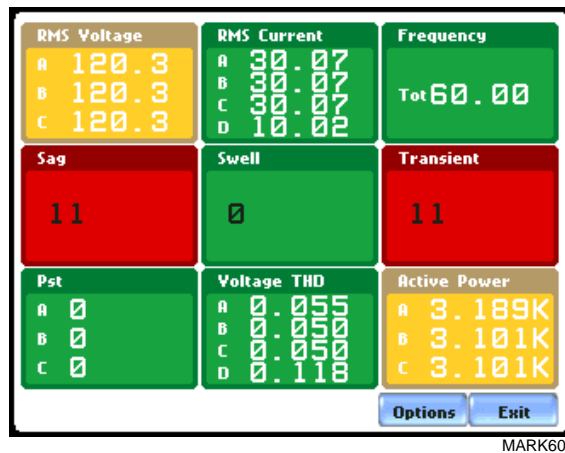 RMS Voltage
A 120.3
B 120.3
C 120.3
RMS Current
A 30.07
B 30.07
C 30.07
D 10.02
Frequency
Tot 60.00
Sag
11
Swell
0
Transient
11
Pst
A 0
B 0
C 0
Voltage THD
A 0.055
B 0.050
C 0.050
D 0.118
Active Power
A 3.189K
B 3.101K
C 3.101K
Options Exit
MARK60